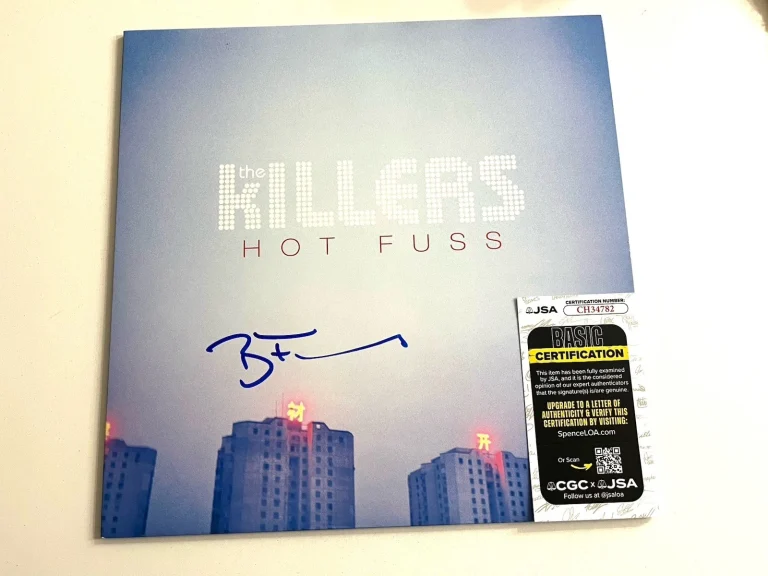 the
KILLERS
HOT FUSS
财
开
JSA
CERTIFICATION NUMBER:
CH34782
BASIC
CERTIFICATION
This item has been fully examined
by JSA, and it is the considered
opinion of our expert authenticators
that the signature(s) is/are genuine.
UPGRADE TO A LETTER OF
AUTHENTICITY & VERIFY THIS
CERTIFICATION BY VISITING:
SpenceLOA.com
Or Scan
CGC x JSA
Follow us at @jsaloa